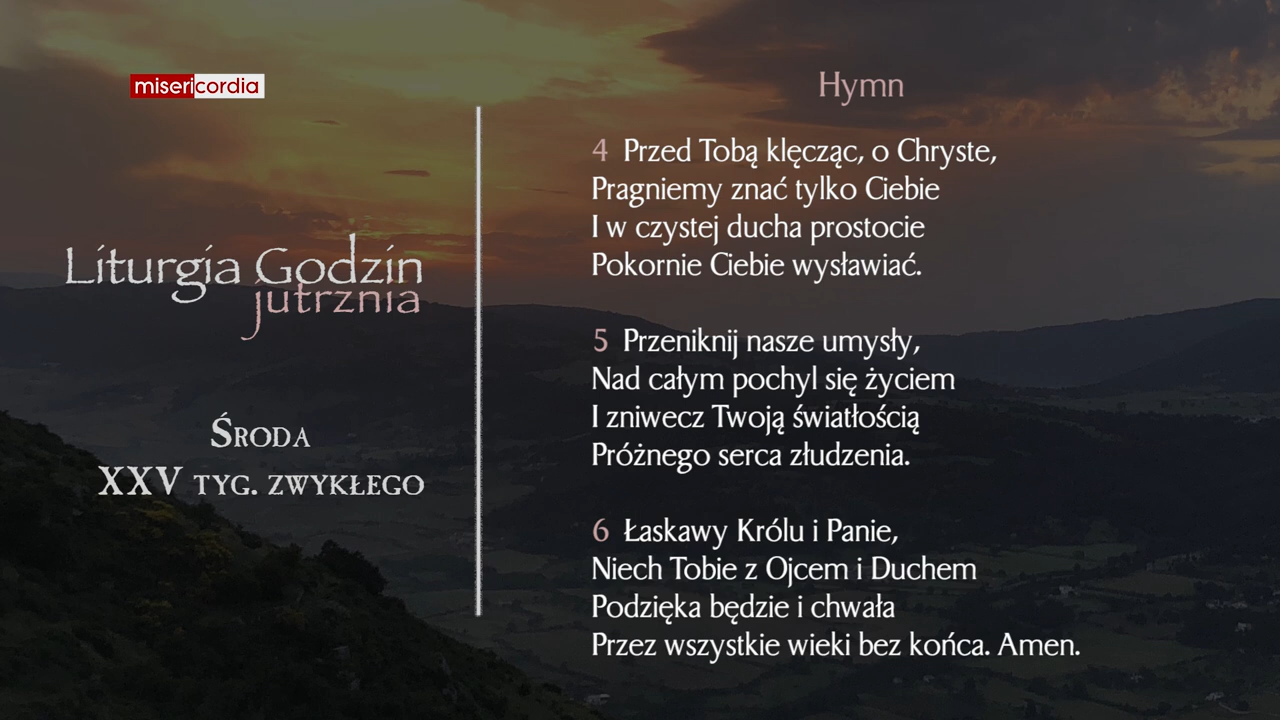 misericordia
Liturgia Godzin
jutrznia
Środa
XXV tyg. zwykłego
Hymn
4 Przed Tobą klęcząc, o Chryste,
Pragniemy znać tylko Ciebie
I w czystej ducha prostocie
Pokornie Ciebie wysławiać.
5 Przeniknij nasze umysły,
Nad całym pochyl się życiem
I zniwecz Twoją światłością
Próżnego serca złudzenia.
6 Łaskawy Królu i Panie,
Niech Tobie z Ojcem i Duchem
Podzięka będzie i chwała
Przez wszystkie wieki bez końca. Amen.